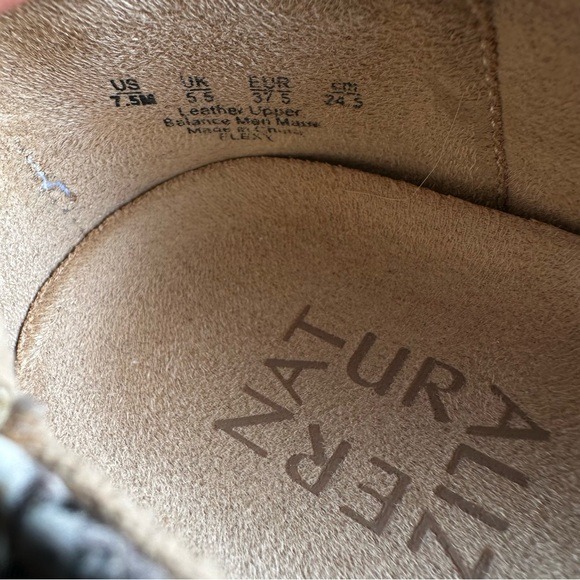 US UK EUR cm
7.5M 5.5 37.5 24.5
Leather Upper
Balance Man Made
Made in China
FLEXY
NATURALIZER